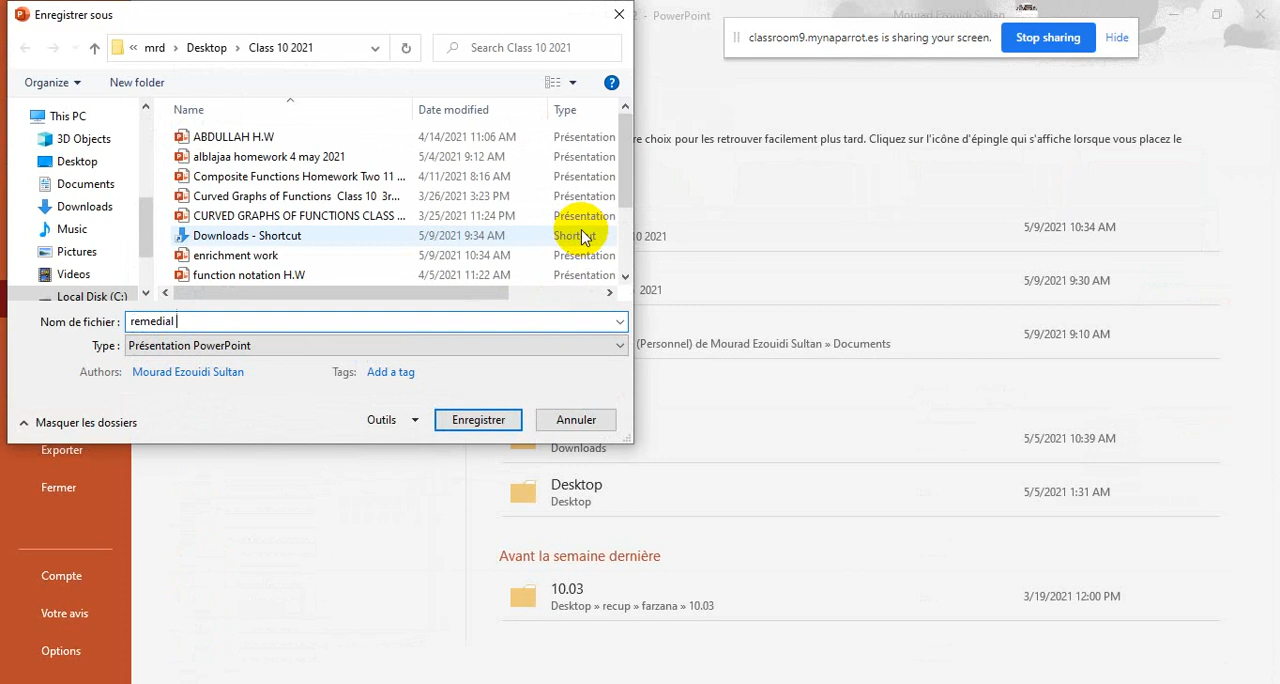 Enregistrer sous
2 - PowerPoint
Mourad Ezouidi Sultan
classroom9.mynaparrot.es is sharing your screen.
Stop sharing
Hide
« mrd › Desktop › Class 10 2021
Search Class 10 2021
Organize
New folder
Name
Date modified
Type
This PC
3D Objects
Desktop
Documents
Downloads
Music
Pictures
Videos
Local Disk (C:)
ABDULLAH H.W 4/14/2021 11:06 AM Présentation
alblajaa homework 4 may 2021 5/4/2021 9:12 AM Présentation
Composite Functions Homework Two 11 ... 4/11/2021 8:16 AM Présentation
Curved Graphs of Functions Class 10 3r... 3/26/2021 3:23 PM Présentation
CURVED GRAPHS OF FUNCTIONS CLASS ... 3/25/2021 11:24 PM Présentation
Downloads - Shortcut 5/9/2021 9:34 AM Shortcut
enrichment work 5/9/2021 10:34 AM Présentation
function notation H.W 4/5/2021 11:22 AM Présentation
Nom de fichier : remedial
Type : Présentation PowerPoint
Authors: Mourad Ezouidi Sultan
Tags: Add a tag
Masquer les dossiers
Outils
Enregistrer
Annuler
re choix pour les retrouver facilement plus tard. Cliquez sur l'icône d'épingle qui s'affiche lorsque vous placez le
5/9/2021 10:34 AM
0 2021
5/9/2021 9:30 AM
2021
5/9/2021 9:10 AM
(Personnel) de Mourad Ezouidi Sultan » Documents
5/5/2021 10:39 AM
Downloads
Desktop
Desktop
5/5/2021 1:31 AM
Avant la semaine dernière
10.03
Desktop » recup » farzana » 10.03
3/19/2021 12:00 PM
Exporter
Fermer
Compte
Votre avis
Options